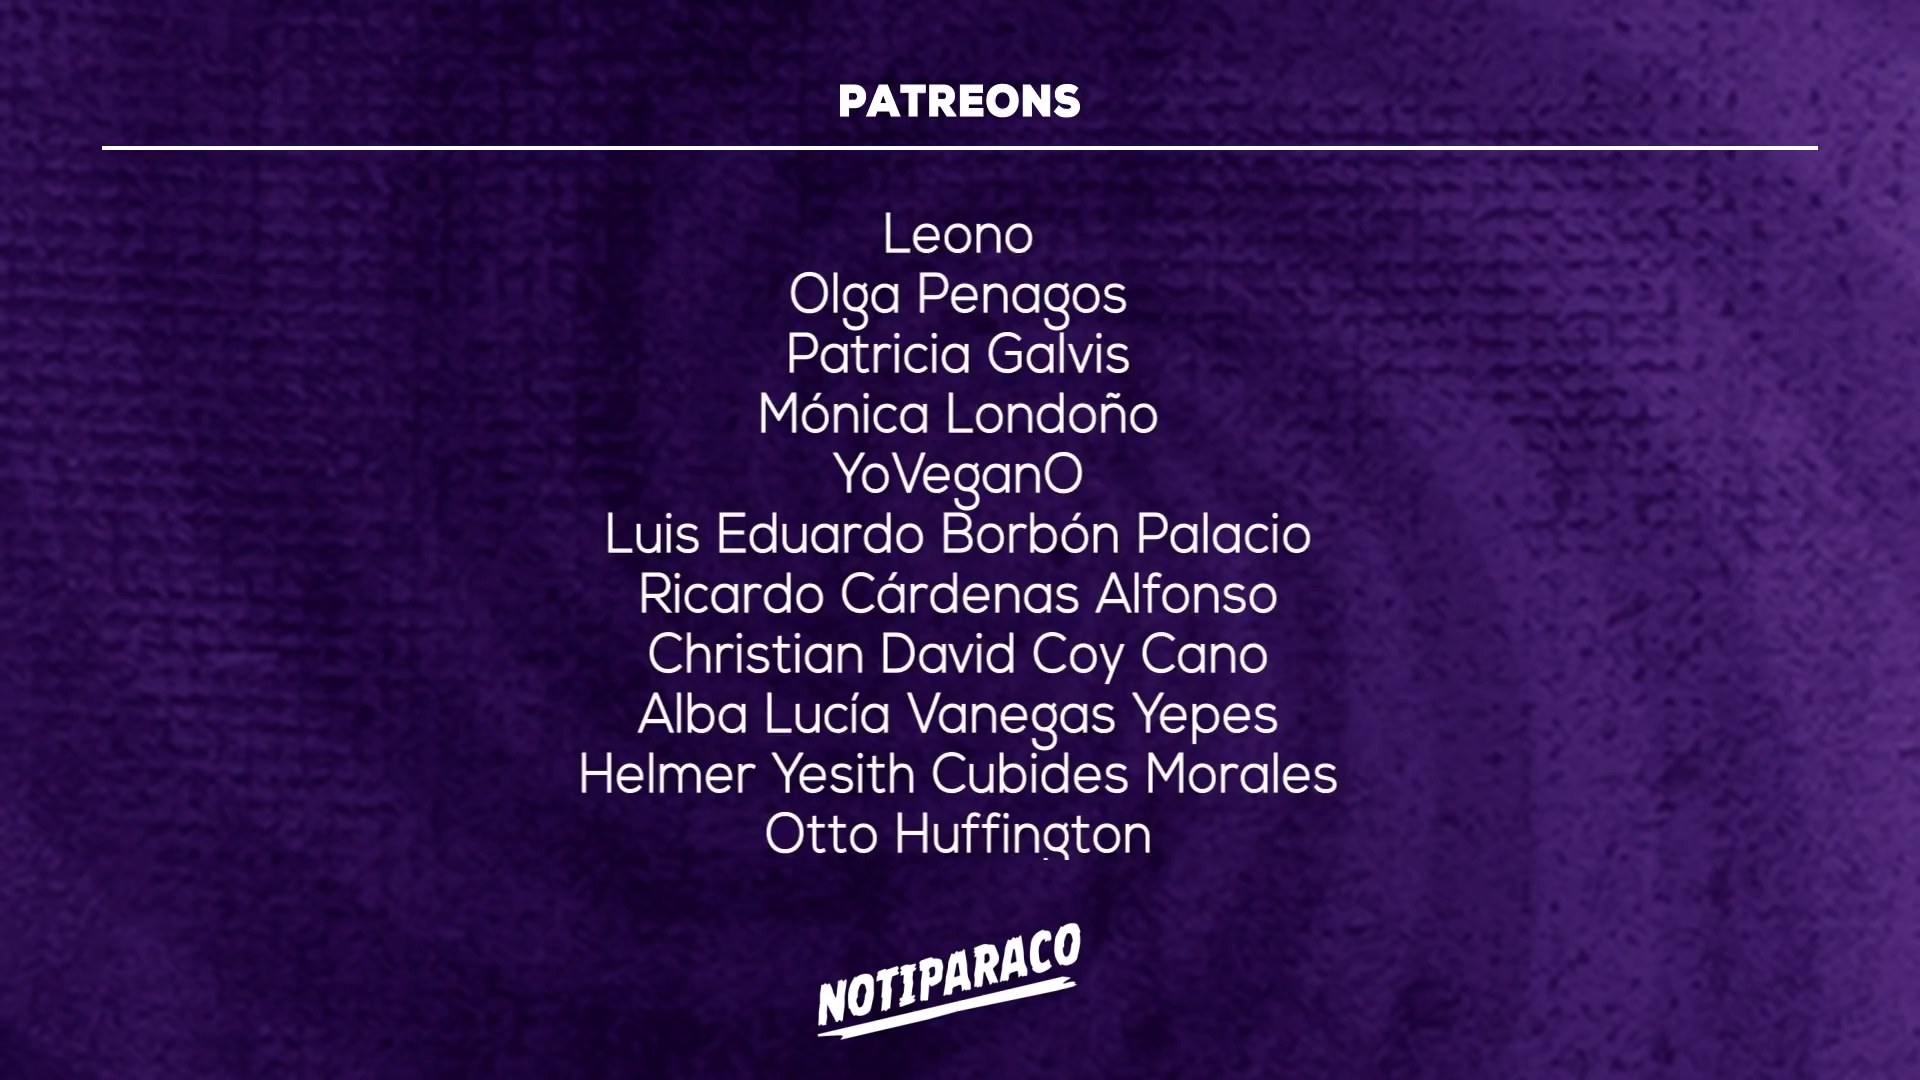 PATREONS
Leono
Olga Penagos
Patricia Galvis
Mónica Londoño
YoVeganO
Luis Eduardo Borbón Palacio
Ricardo Cárdenas Alfonso
Christian David Coy Cano
Alba Lucía Vanegas Yepes
Helmer Yesith Cubides Morales
Otto Huffington
NOTIPARACO